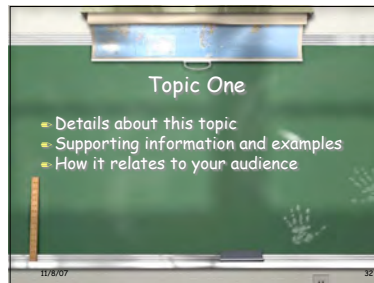 Topic One
Details about this topic
Supporting information and examples
How it relates to your audience
11/8/07
32